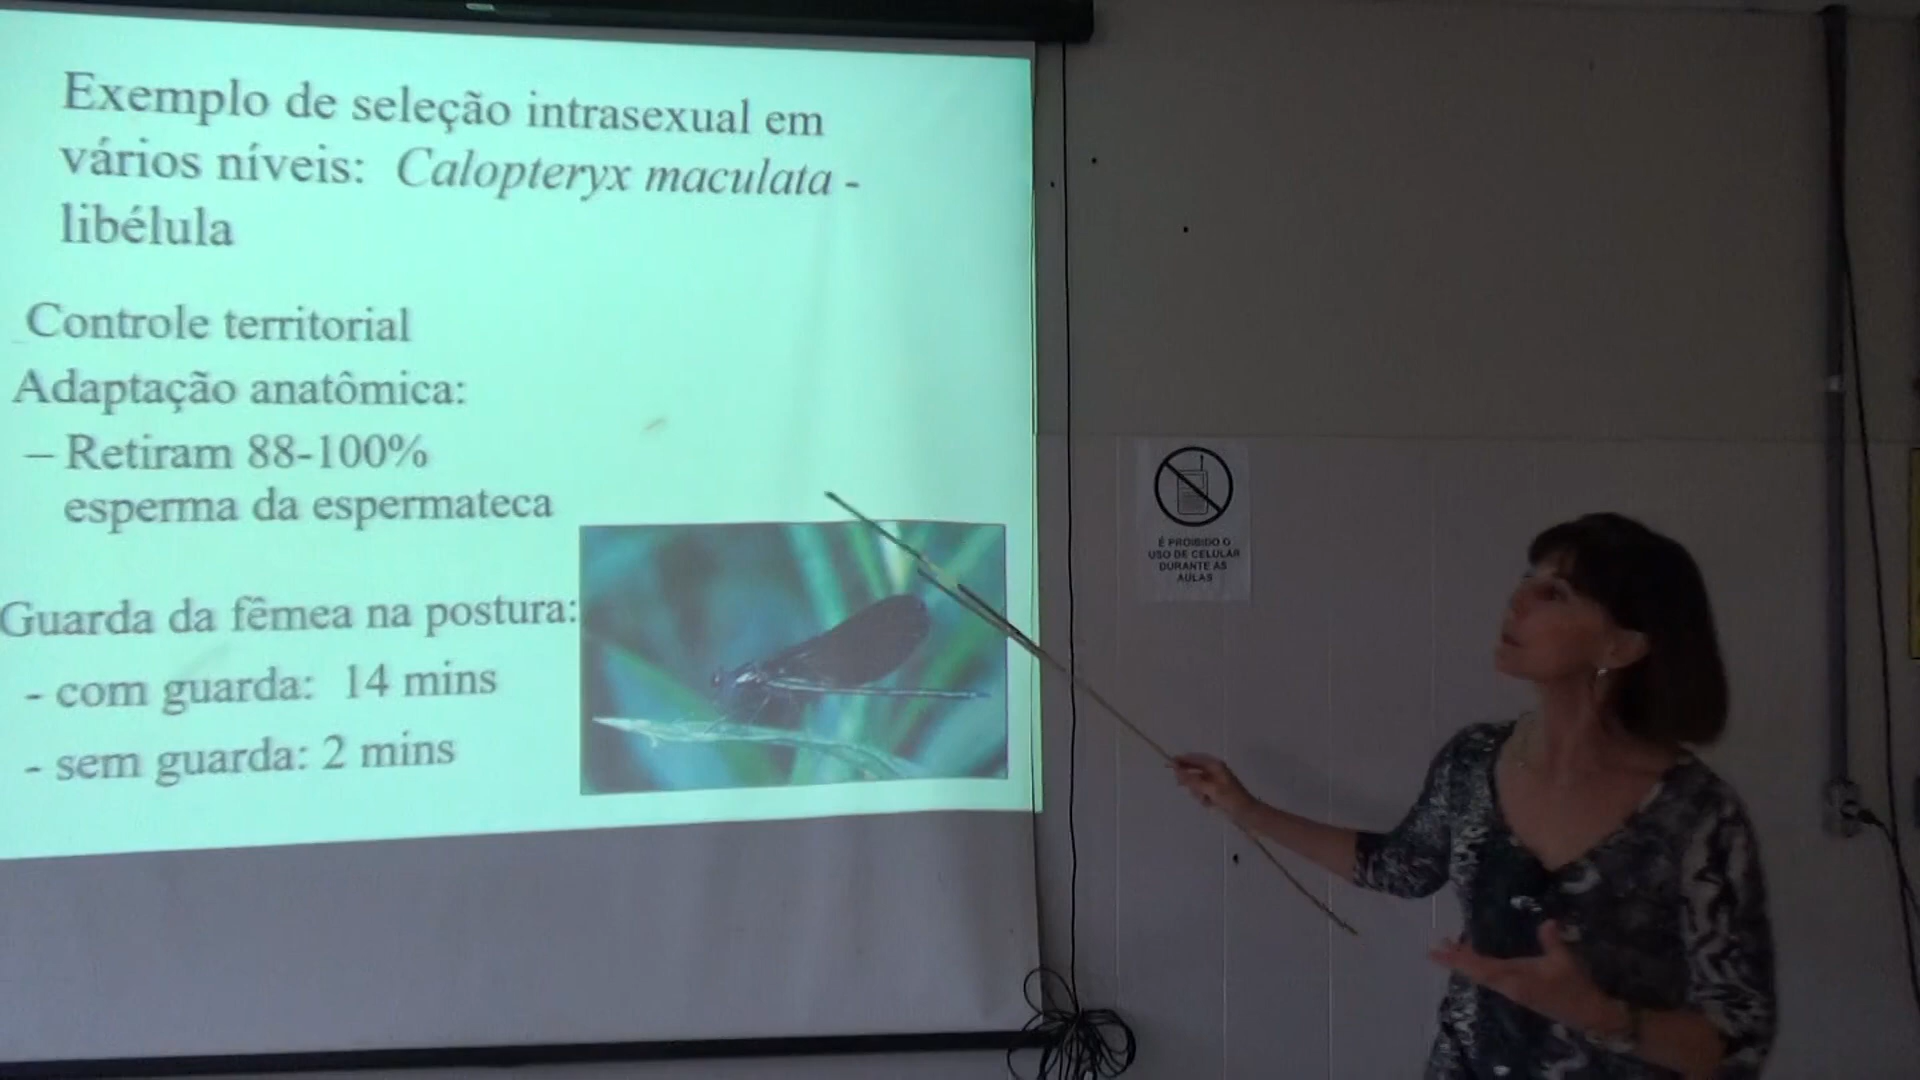 Exemplo de seleção intrasexual em
vários níveis: Calopteryx maculata -
libélula
Controle territorial
Adaptação anatômica:
– Retiram 88-100%
esperma da espermateca
Guarda da fêmea na postura:
- com guarda: 14 mins
- sem guarda: 2 mins
É PROIBIDO O
USO DE CELULAR
DURANTE AS
AULAS